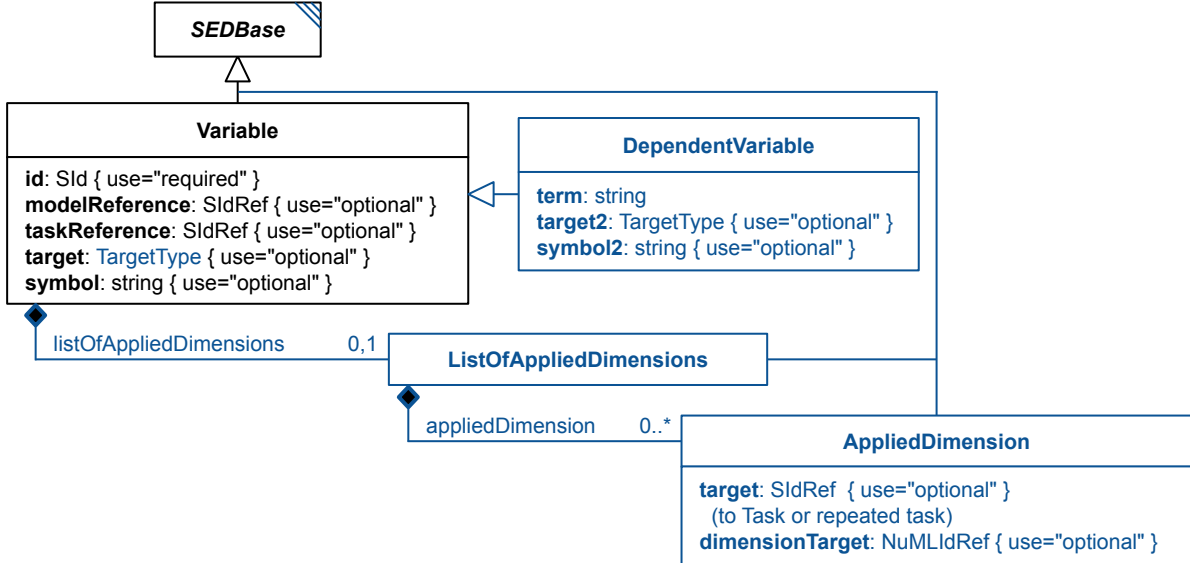 SEDBase
Variable
id: SId { use="required" }
modelReference: SIdRef { use="optional" }
taskReference: SIdRef { use="optional" }
target: TargetType { use="optional" }
symbol: string { use="optional" }
DependentVariable
term: string
target2: TargetType { use="optional" }
symbol2: string { use="optional" }
listOfAppliedDimensions 0,1
ListOfAppliedDimensions
appliedDimension 0..*
AppliedDimension
target: SIdRef { use="optional" }
(to Task or repeated task)
dimensionTarget: NuMLIdRef { use="optional" }